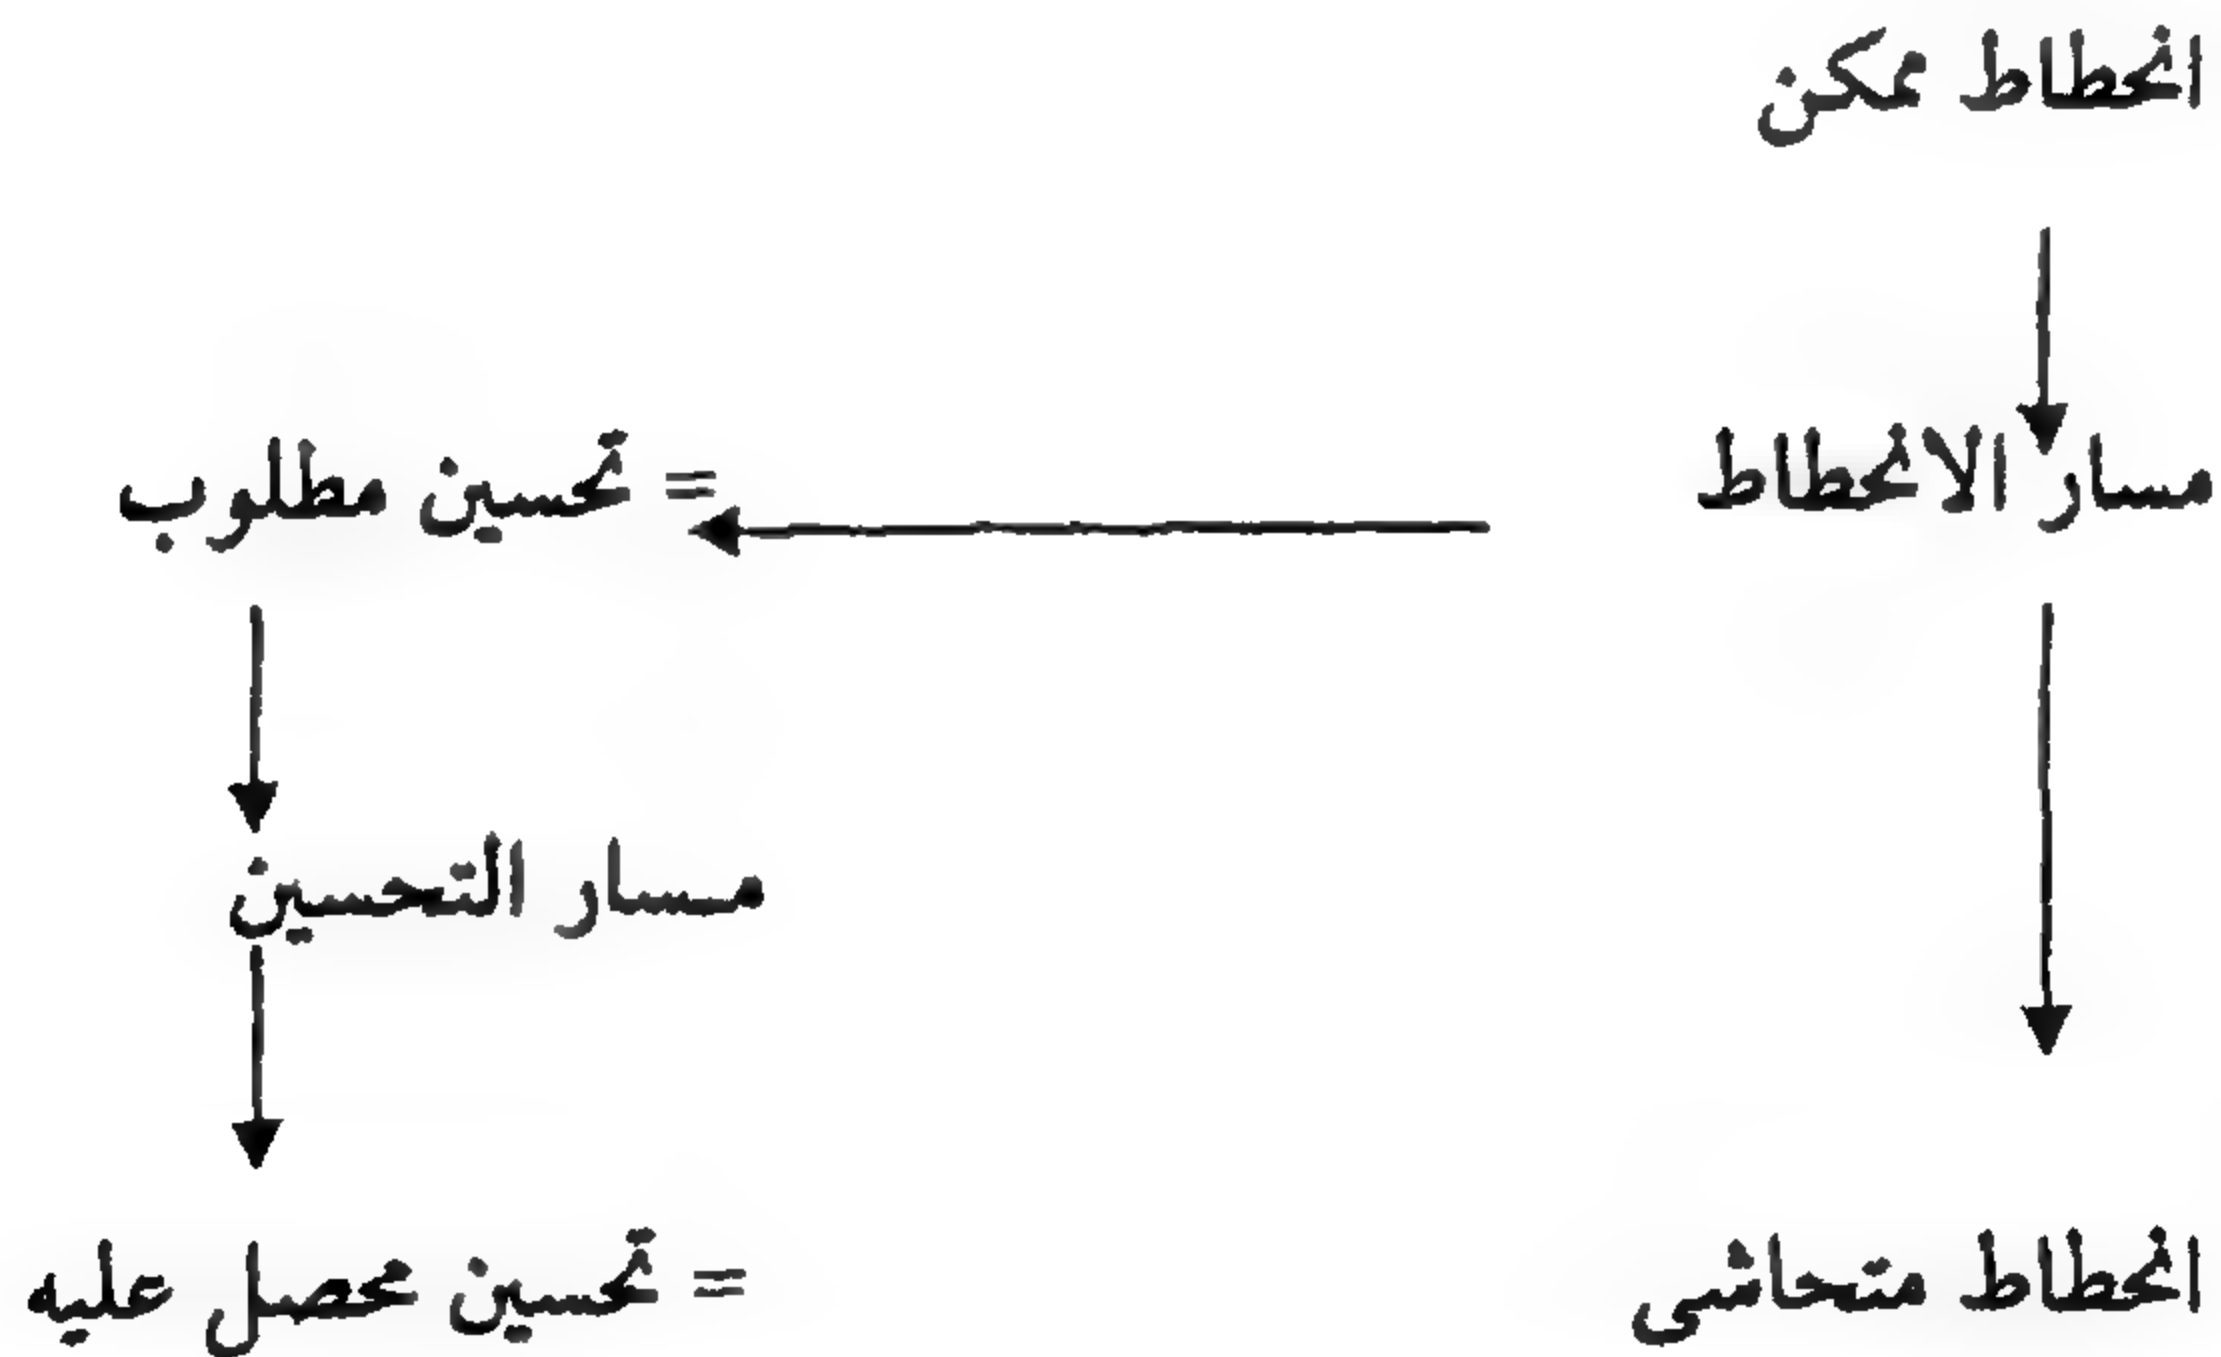 انحطاط ممكن
مسار الانحطاط = تحسين مطلوب
مسار التحسين
انحطاط متحاشى = تحسين محصل عليه